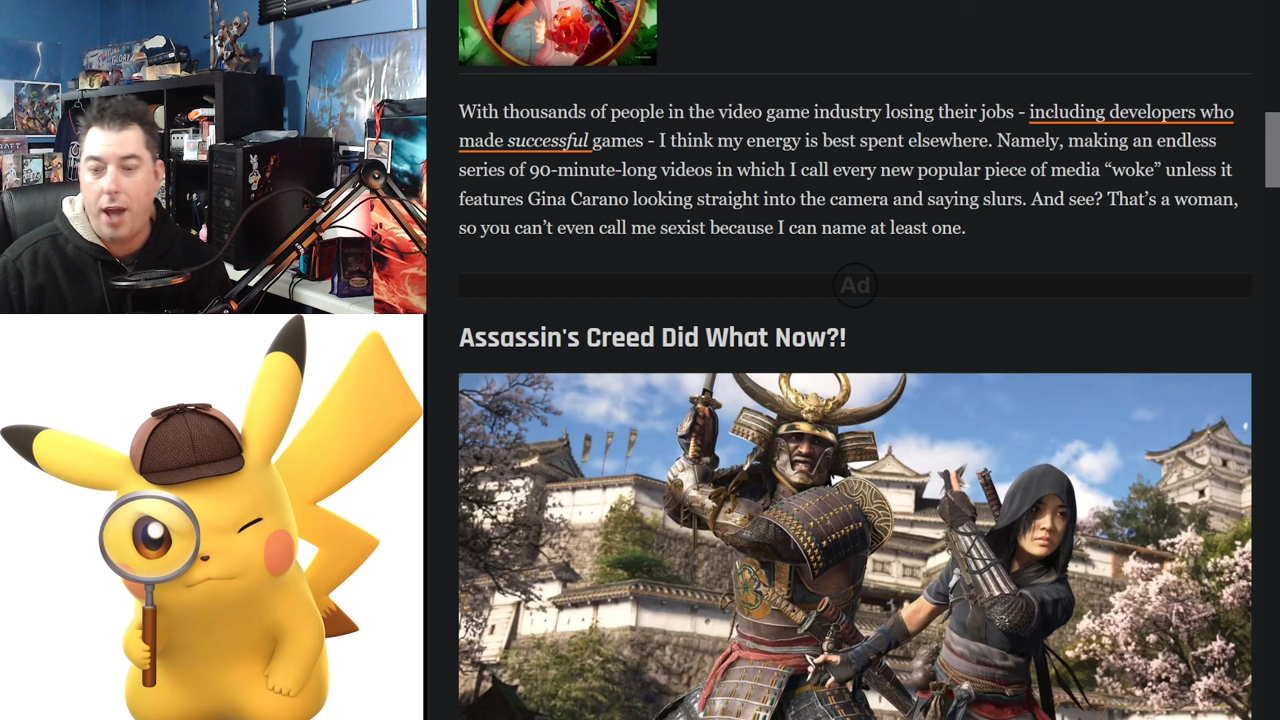 With thousands of people in the video game industry losing their jobs - including developers who
made successful games - I think my energy is best spent elsewhere. Namely, making an endless
series of 90-minute-long videos in which I call every new popular piece of media “woke” unless it
features Gina Carano looking straight into the camera and saying slurs. And see? That’s a woman,
so you can’t even call me sexist because I can name at least one.
Ad
Assassin's Creed Did What Now?!